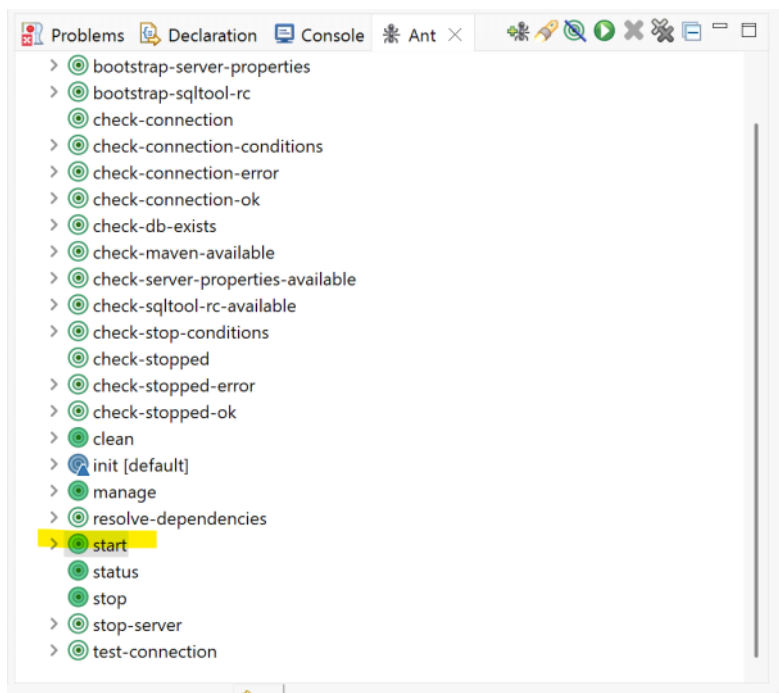 Problems Declaration Console Ant
bootstrap-server-properties
bootstrap-sqltool-rc
check-connection
check-connection-conditions
check-connection-error
check-connection-ok
check-db-exists
check-maven-available
check-server-properties-available
check-sqltool-rc-available
check-stop-conditions
check-stopped
check-stopped-error
check-stopped-ok
clean
init [default]
manage
resolve-dependencies
start
status
stop
stop-server
test-connection